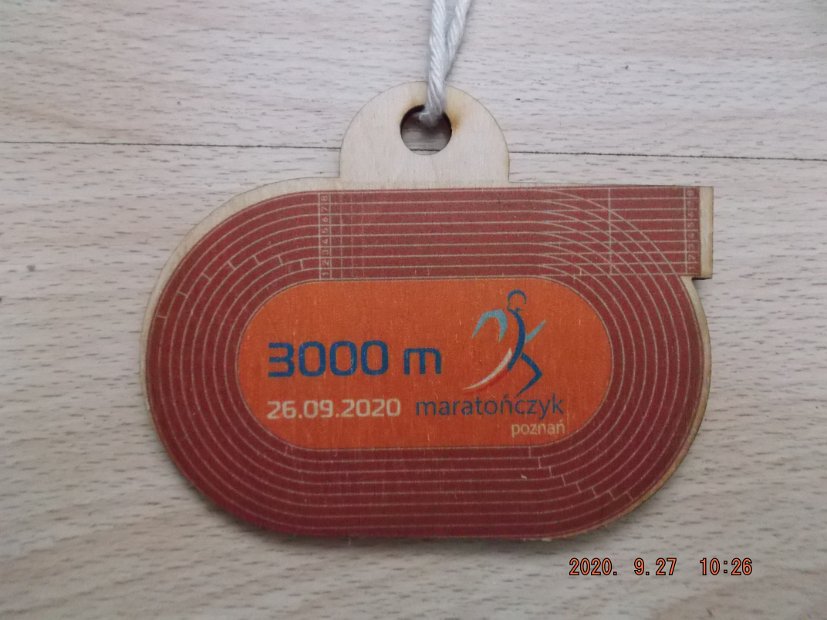 3000 m
26.09.2020 maratończyk
poznań
2020. 9.27 10:26